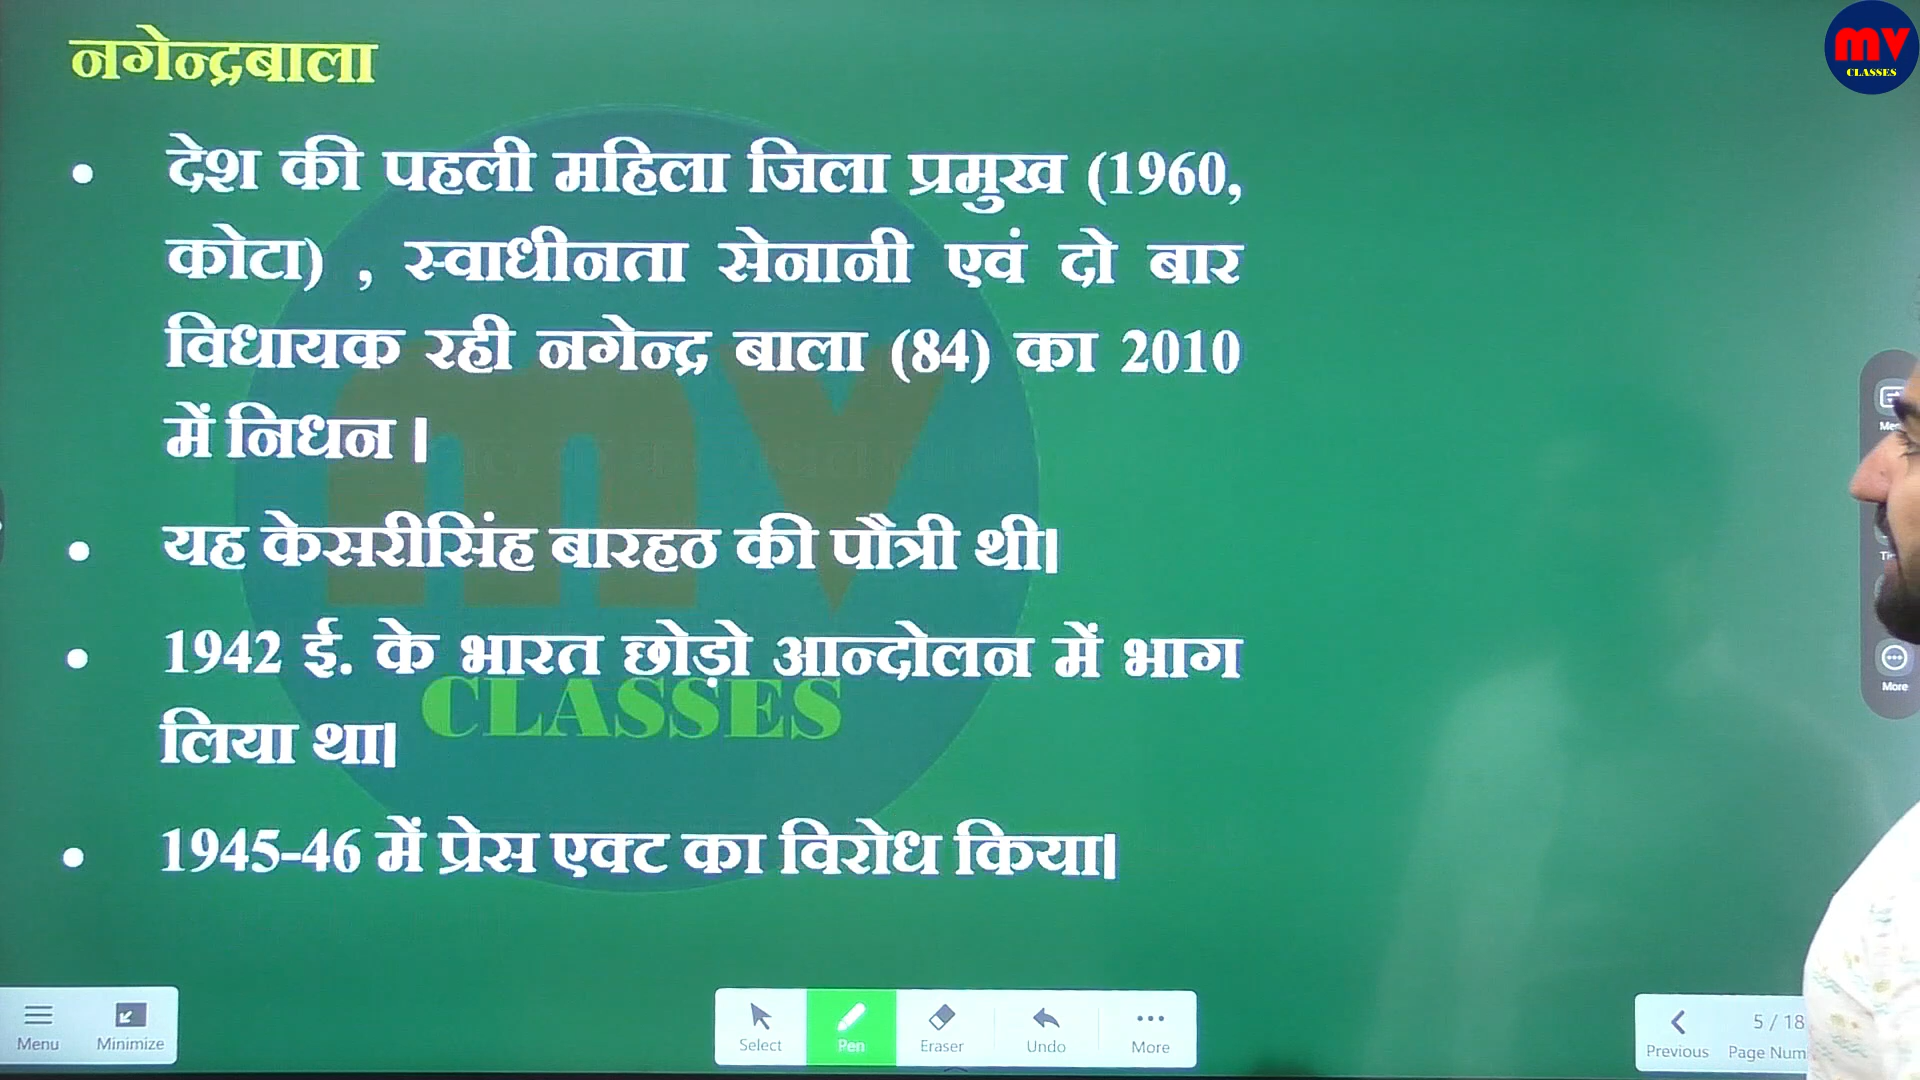 नगेन्द्रबाला
MV
CLASSES
• देश की पहली महिला जिला प्रमुख (1960,
कोटा) , स्वाधीनता सेनानी एवं दो बार
विधायक रही नगेन्द्र बाला (84) का 2010
में निधन ।
• यह केसरीसिंह बारहठ की पौत्री थी|
• 1942 ई. के भारत छोड़ो आन्दोलन में भाग
लिया था|
• 1945-46 में प्रेस एक्ट का विरोध किया|
mv
CLASSES
More
Menu Minimize
Select Pen Eraser Undo More
5 / 18
Previous Page